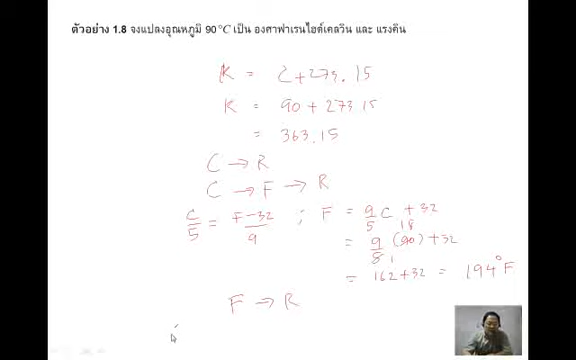 ตัวอย่าง 1.8 จงแปลงอุณหภูมิ 90 °C เป็น องศาฟาเรนไฮต์เคลวิน และ แรงคิน
K = C + 273.15
K = 90 + 273.15
= 363.15
C → R
C → F → R
C/5 = F-32/9 ; F = 9/5 C + 32
18
= 9/5 (90) + 32
1
= 162 + 32 = 194°F
F → R